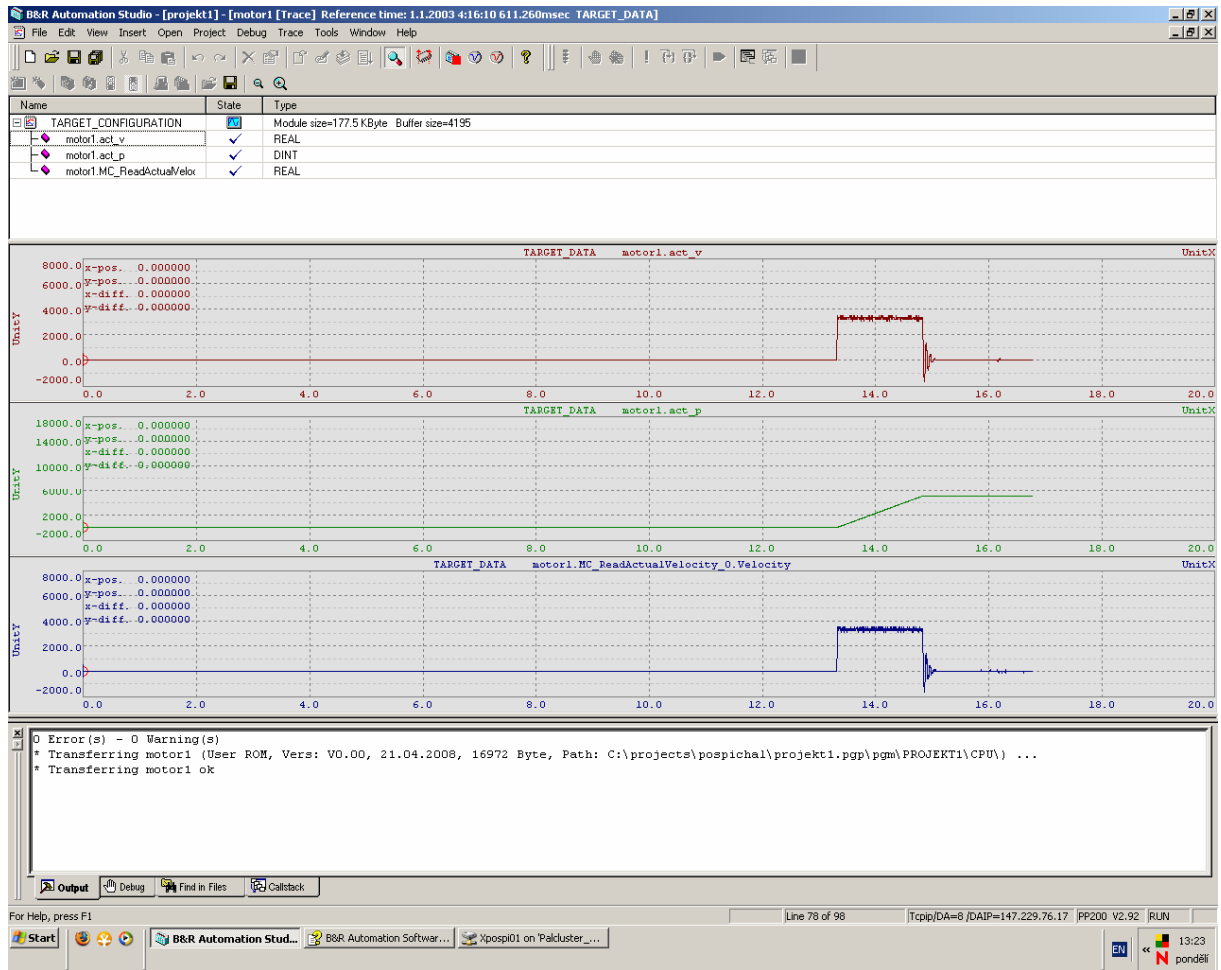 B&R Automation Studio - [projekt1] - [motor1 [Trace] Reference time: 1.1.2003 4:16:10 611.260msec TARGET_DATA]
File Edit View Insert Open Project Debug Trace Tools Window Help
Name State Type
TARGET_CONFIGURATION Module size=177.5 KByte Buffer size=4195
motor1.act_v REAL
motor1.act_p DINT
motor1.MC_ReadActualVeloc REAL
TARGET_DATA motor1.act_v UnitX
8000.0 x-pos. 0.000000
6000.0 y-pos. 0.000000
x-diff. 0.000000
4000.0 y-diff. 0.000000
UnitY
2000.0
0.0
-2000.0
0.0 2.0 4.0 6.0 8.0 10.0 12.0 14.0 16.0 18.0 20.0
TARGET_DATA motor1.act_p UnitX
18000.0 x-pos. 0.000000
14000.0 y-pos. 0.000000
x-diff. 0.000000
10000.0 y-diff. 0.000000
UnitY
6000.0
2000.0
-2000.0
0.0 2.0 4.0 6.0 8.0 10.0 12.0 14.0 16.0 18.0 20.0
TARGET_DATA motor1.MC_ReadActualVelocity_0.Velocity UnitX
8000.0 x-pos. 0.000000
6000.0 y-pos. 0.000000
x-diff. 0.000000
4000.0 y-diff. 0.000000
UnitY
2000.0
0.0
-2000.0
0.0 2.0 4.0 6.0 8.0 10.0 12.0 14.0 16.0 18.0 20.0
0 Error(s) - 0 Warning(s)
* Transferring motor1 (User ROM, Vers: V0.00, 21.04.2008, 16972 Byte, Path: C:\projects\pospichal\projekt1.pgp\pgm\PROJEKT1\CPU\) ...
* Transferring motor1 ok
Output Debug Find in Files Callstack
For Help, press F1 Line 78 of 98 Tcpip/DA=8 /DAIP=147.229.76.17 PP200 V2.92 RUN
Start B&R Automation Stud... B&R Automation Softwar... Xpospi01 on 'Palcluster_... EN « 13:23
pondělí